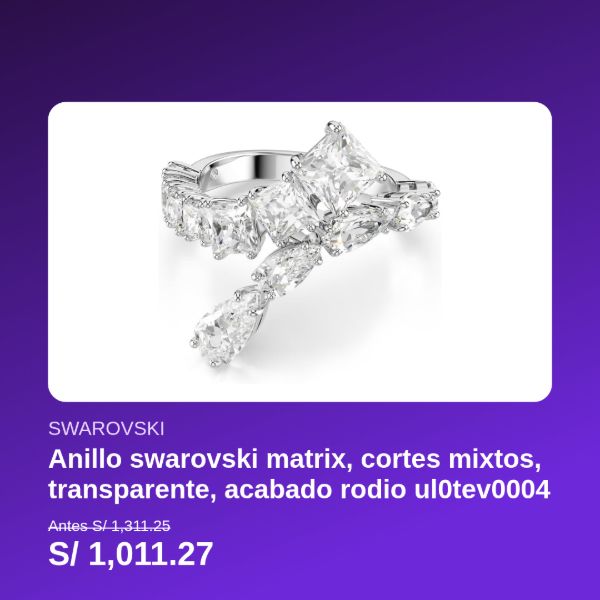 SWAROVSKI
Anillo swarovski matrix, cortes mixtos,
transparente, acabado rodio ul0tev0004
Antes S/ 1,311.25
S/ 1,011.27